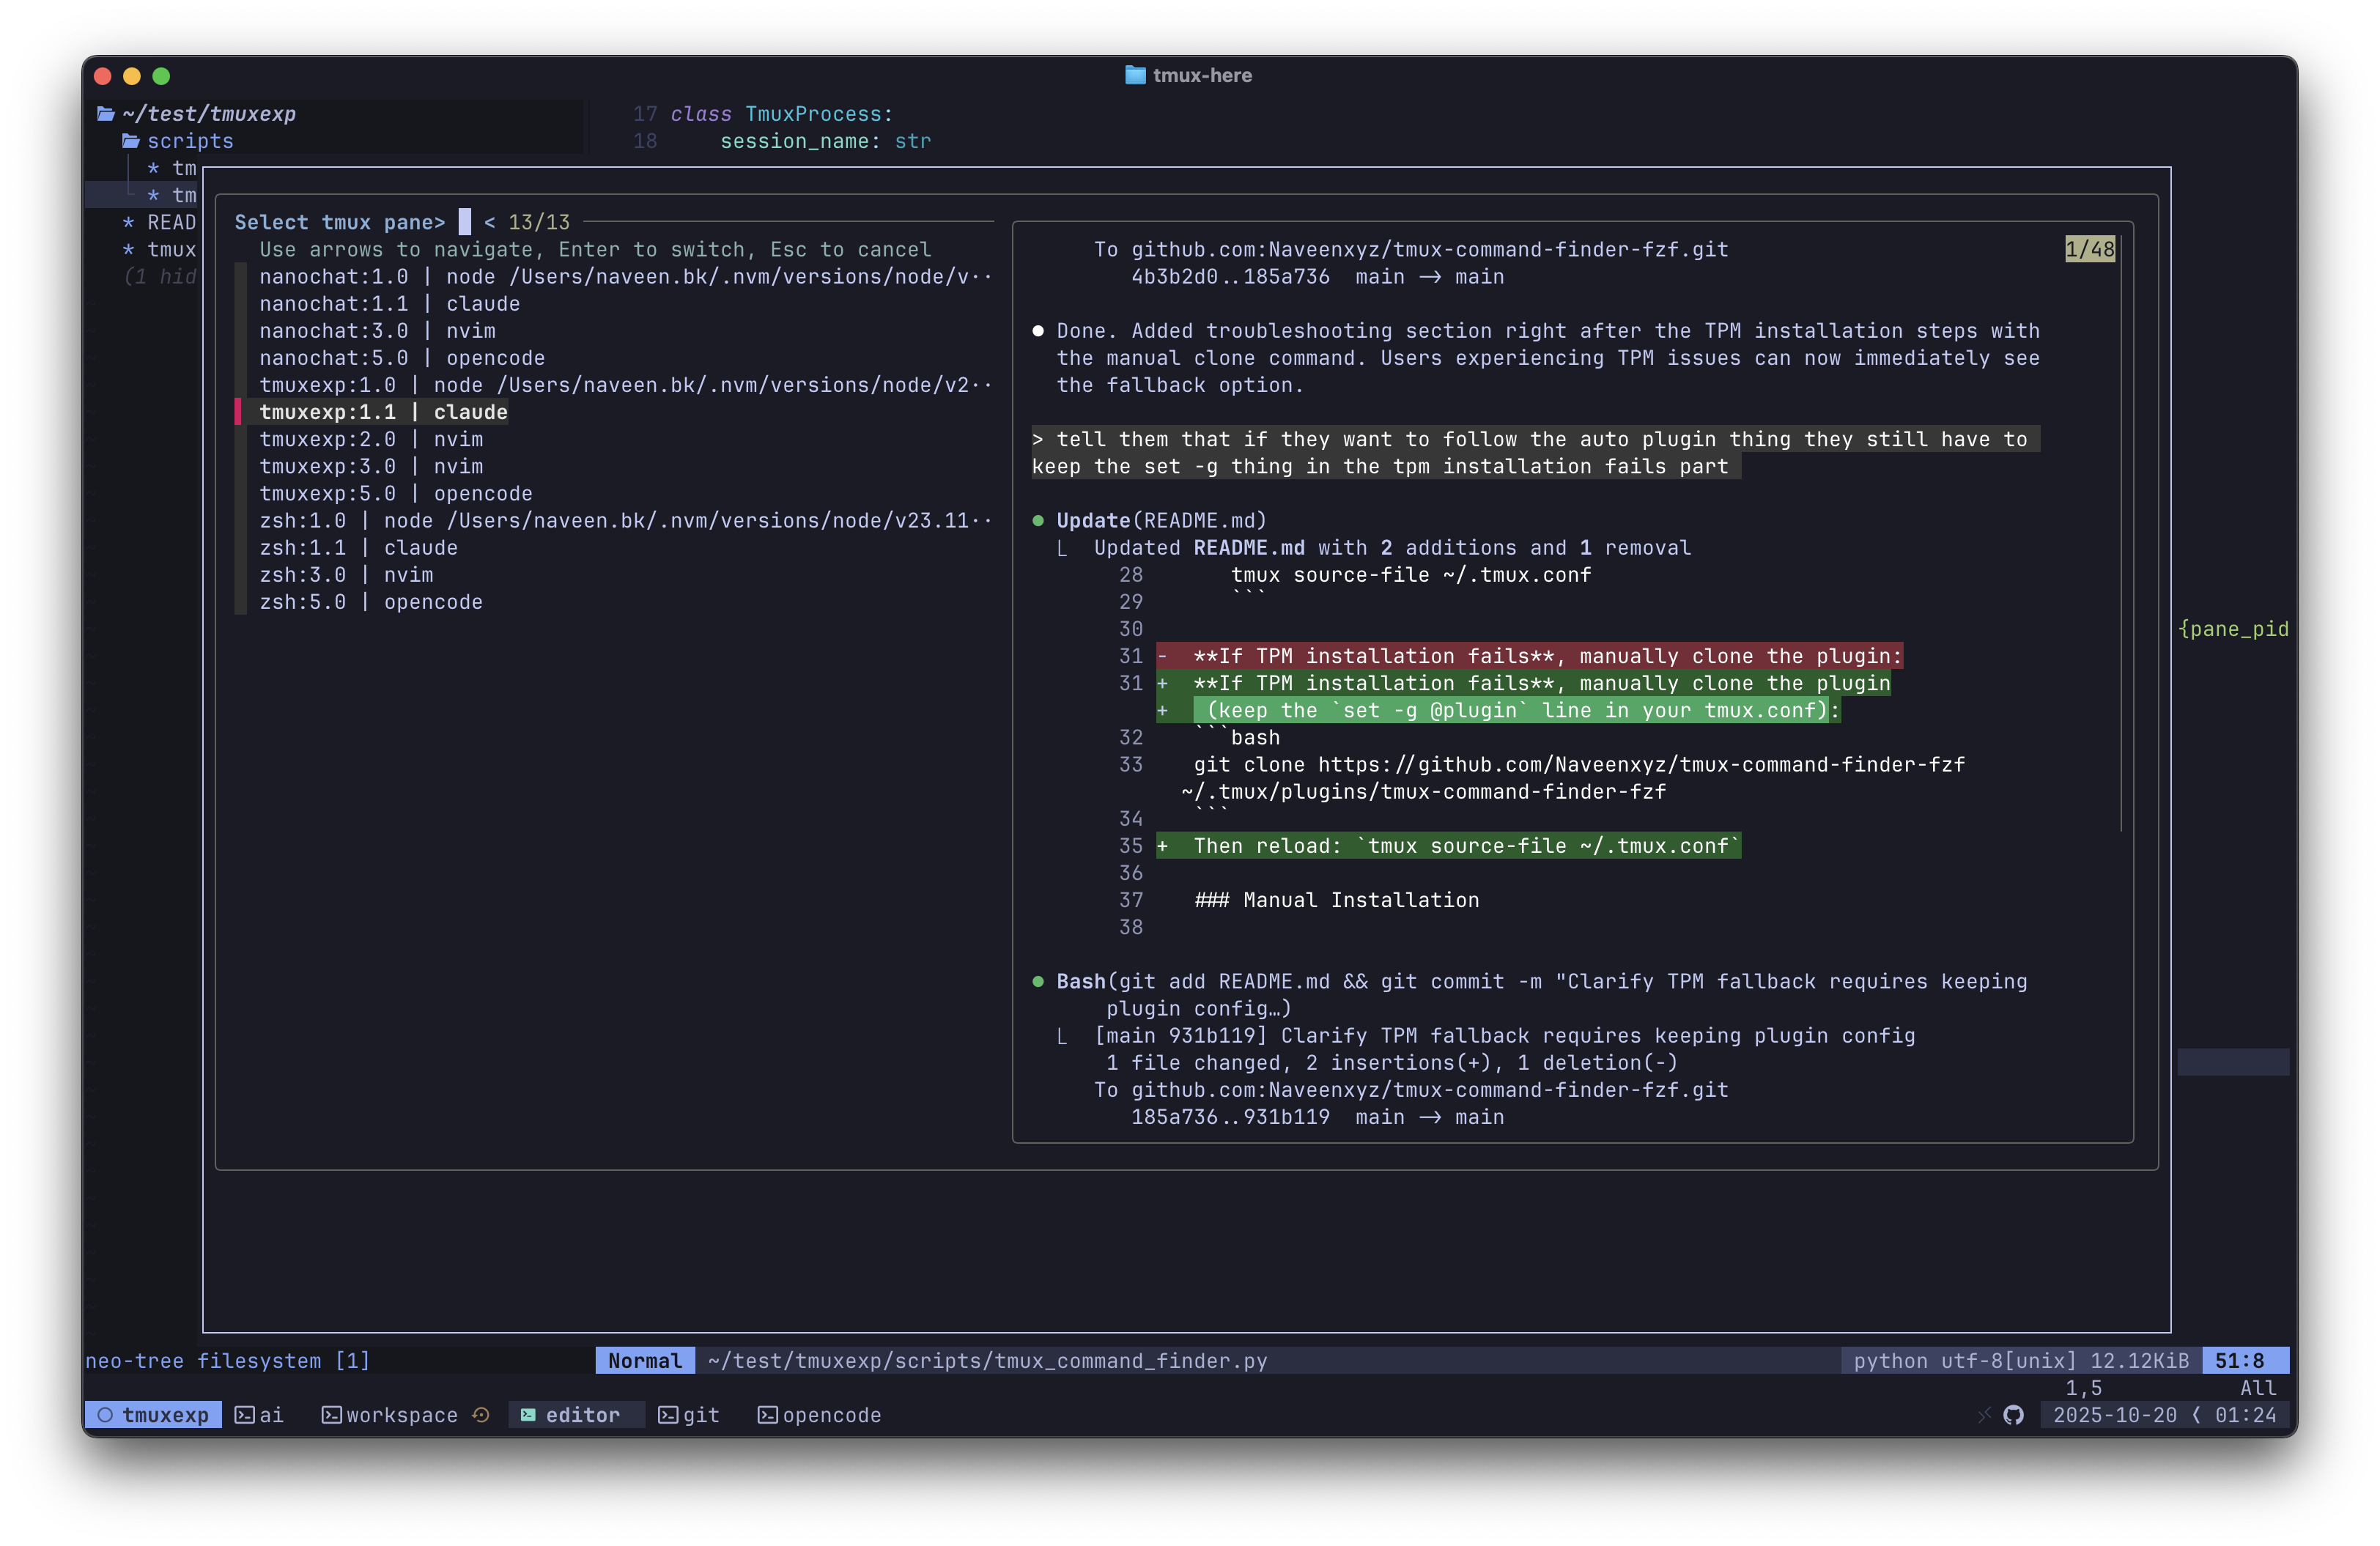 tmux-here
~/test/tmuxexp
scripts
* tm
* tm
* READ
* tmux
(1 hid
17 class TmuxProcess:
18 session_name: str
Select tmux pane> < 13/13
Use arrows to navigate, Enter to switch, Esc to cancel
nanochat:1.0 | node /Users/naveen.bk/.nvm/versions/node/v··
nanochat:1.1 | claude
nanochat:3.0 | nvim
nanochat:5.0 | opencode
tmuxexp:1.0 | node /Users/naveen.bk/.nvm/versions/node/v2··
tmuxexp:1.1 | claude
tmuxexp:2.0 | nvim
tmuxexp:3.0 | nvim
tmuxexp:5.0 | opencode
zsh:1.0 | node /Users/naveen.bk/.nvm/versions/node/v23.11··
zsh:1.1 | claude
zsh:3.0 | nvim
zsh:5.0 | opencode
To github.com:Naveenxyz/tmux-command-finder-fzf.git
1/48
4b3b2d0..185a736 main -> main
● Done. Added troubleshooting section right after the TPM installation steps with
the manual clone command. Users experiencing TPM issues can now immediately see
the fallback option.
> tell them that if they want to follow the auto plugin thing they still have to
keep the set -g thing in the tpm installation fails part
● Update(README.md)
⎿ Updated README.md with 2 additions and 1 removal
28 tmux source-file ~/.tmux.conf
29 ```
30
31 - **If TPM installation fails**, manually clone the plugin:
31 + **If TPM installation fails**, manually clone the plugin
+ (keep the `set -g @plugin` line in your tmux.conf):
32 ```bash
33 git clone https://github.com/Naveenxyz/tmux-command-finder-fzf
~/.tmux/plugins/tmux-command-finder-fzf
34 ```
35 + Then reload: `tmux source-file ~/.tmux.conf`
36
37 ### Manual Installation
38
● Bash(git add README.md && git commit -m "Clarify TPM fallback requires keeping
plugin config…)
⎿ [main 931b119] Clarify TPM fallback requires keeping plugin config
1 file changed, 2 insertions(+), 1 deletion(-)
To github.com:Naveenxyz/tmux-command-finder-fzf.git
185a736..931b119 main -> main
{pane_pid
neo-tree filesystem [1]
Normal ~/test/tmuxexp/scripts/tmux_command_finder.py
python utf-8[unix] 12.12KiB 51:8
1,5 All
tmuxexp ai workspace editor git opencode
2025-10-20 ❬ 01:24